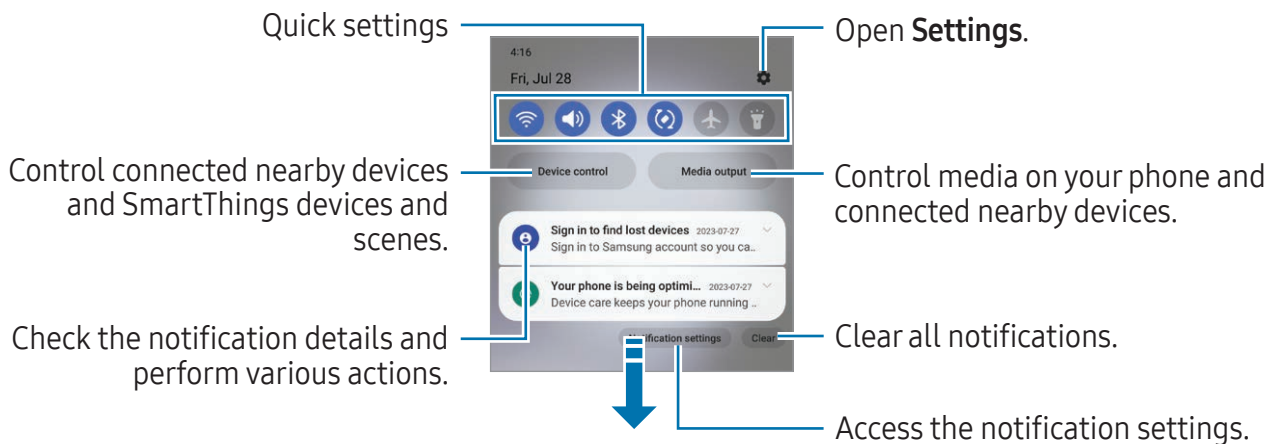 Quick settings
Open Settings.
4:16
Fri, Jul 28
Control connected nearby devices
and SmartThings devices and
scenes.
Device control
Media output
Control media on your phone and
connected nearby devices.
Sign in to find lost devices 2023-07-27
Sign in to Samsung account so you ca..
Your phone is being optimi... 2023-07-27
Device care keeps your phone running ..
Check the notification details and
perform various actions.
Notification settings
Clear
Clear all notifications.
Access the notification settings.